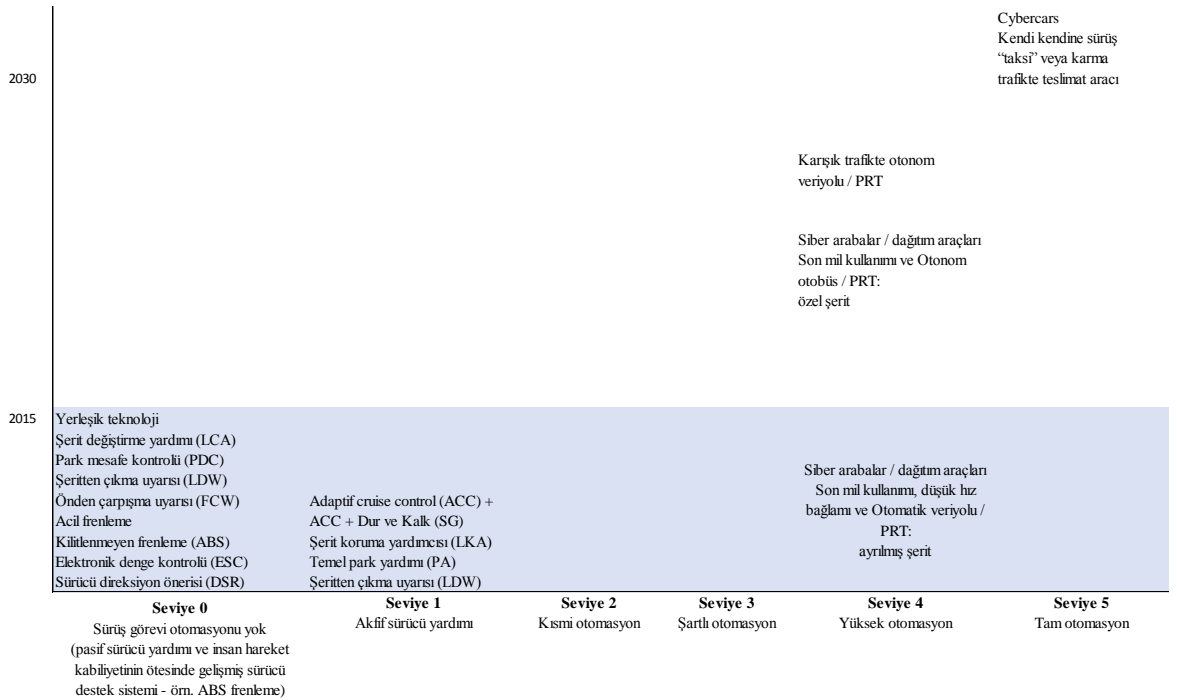 Cybercars
Kendi kendine sürüş
“taksi” veya karma
trafikte teslimat aracı
2030
Karışık trafikte otonom
veriyolu / PRT
Siber arabalar / dağıtım araçları
Son mil kullanımı ve Otonom
otobüs / PRT:
özel şerit
2015
Yerleşik teknoloji
Şerit değiştirme yardımı (LCA)
Park mesafe kontrolü (PDC)
Şeritten çıkma uyarısı (LDW)
Önden çarpışma uyarısı (FCW)
Acil frenleme
Kilitlenmeyen frenleme (ABS)
Elektronik denge kontrolü (ESC)
Sürücü direksiyon önerisi (DSR)
Adaptif cruise control (ACC) +
ACC + Dur ve Kalk (SG)
Şerit koruma yardımcısı (LKA)
Temel park yardımı (PA)
Şeritten çıkma uyarısı (LDW)
Siber arabalar / dağıtım araçları
Son mil kullanımı, düşük hız
bağlamı ve Otomatik veriyolu /
PRT:
ayrılmış şerit
Seviye 0
Sürüş görevi otomasyonu yok
(pasif sürücü yardımı ve insan hareket
kabiliyetinin ötesinde gelişmiş sürücü
destek sistemi - örn. ABS frenleme)
Seviye 1
Akfif sürücü yardımı
Seviye 2
Kısmi otomasyon
Seviye 3
Şartlı otomasyon
Seviye 4
Yüksek otomasyon
Seviye 5
Tam otomasyon